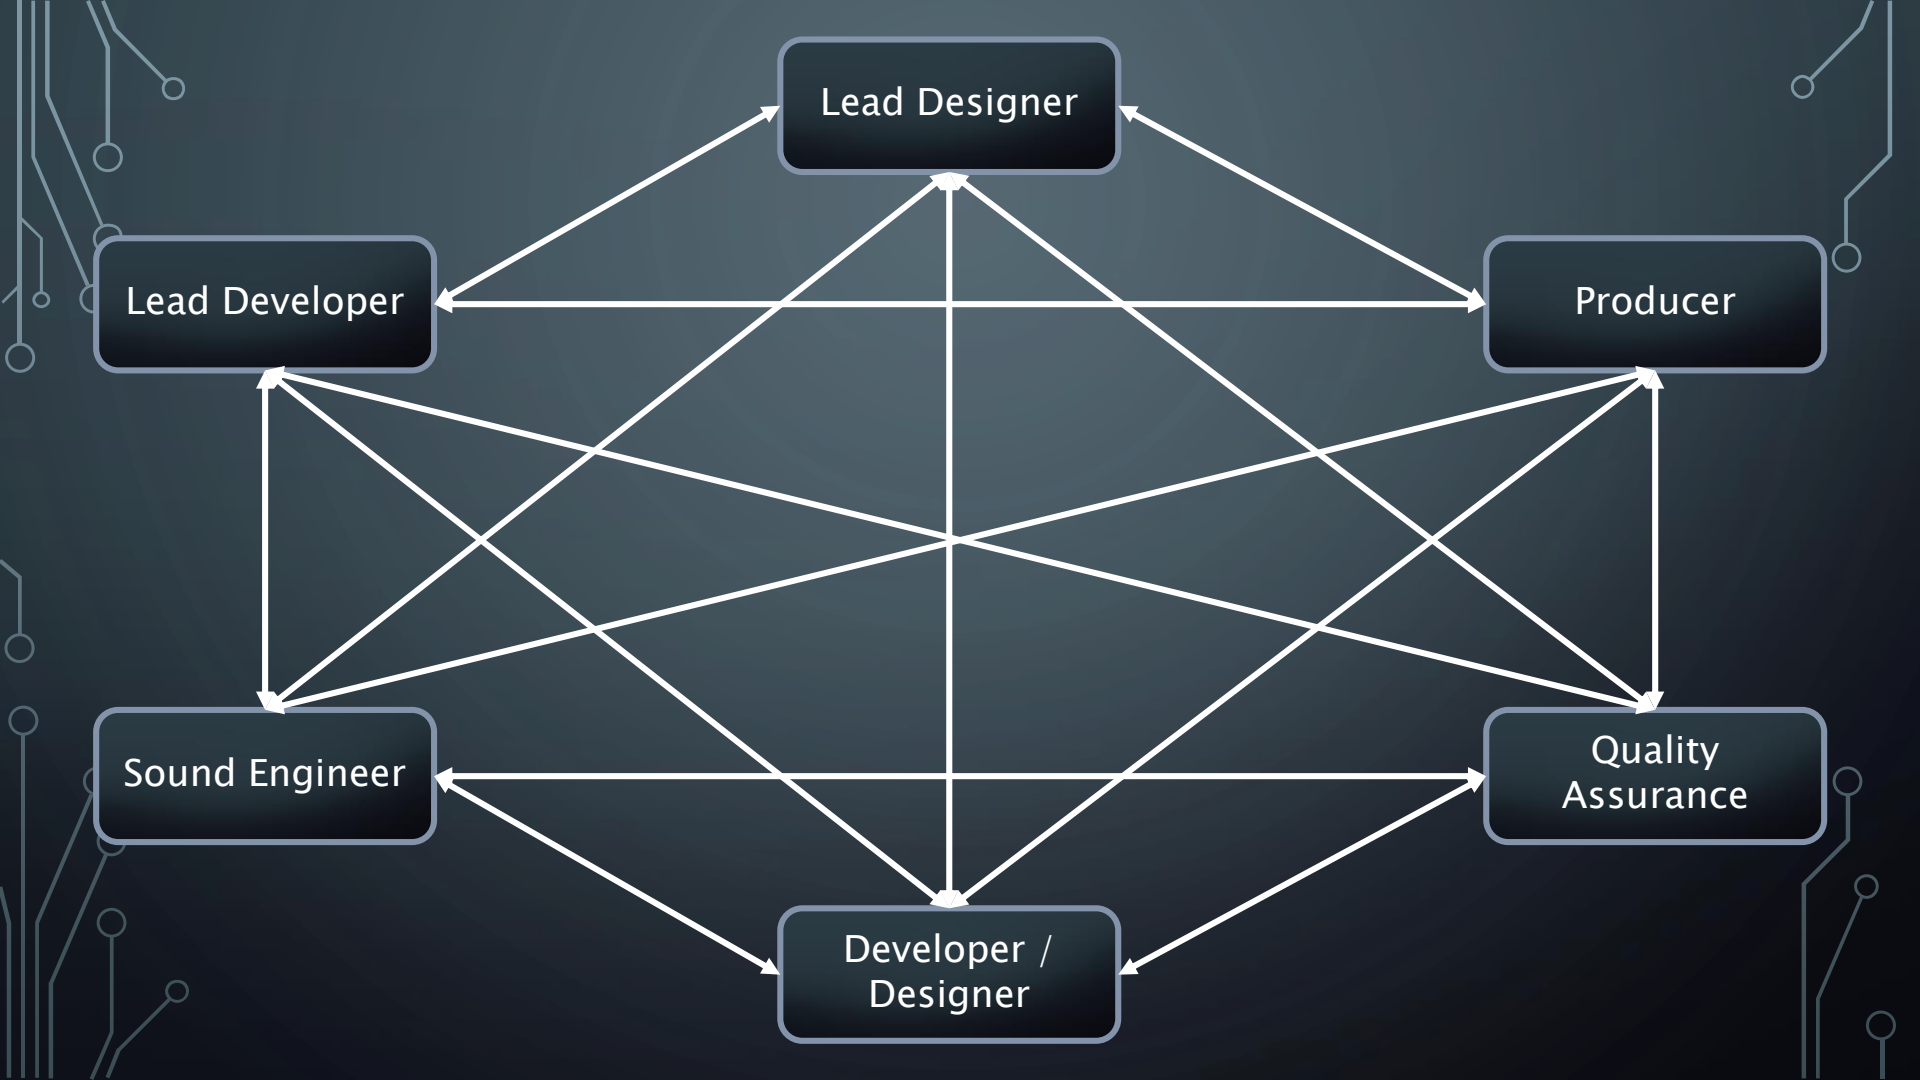 Lead Designer
Lead Developer
Producer
Sound Engineer
Quality
Assurance
Developer /
Designer